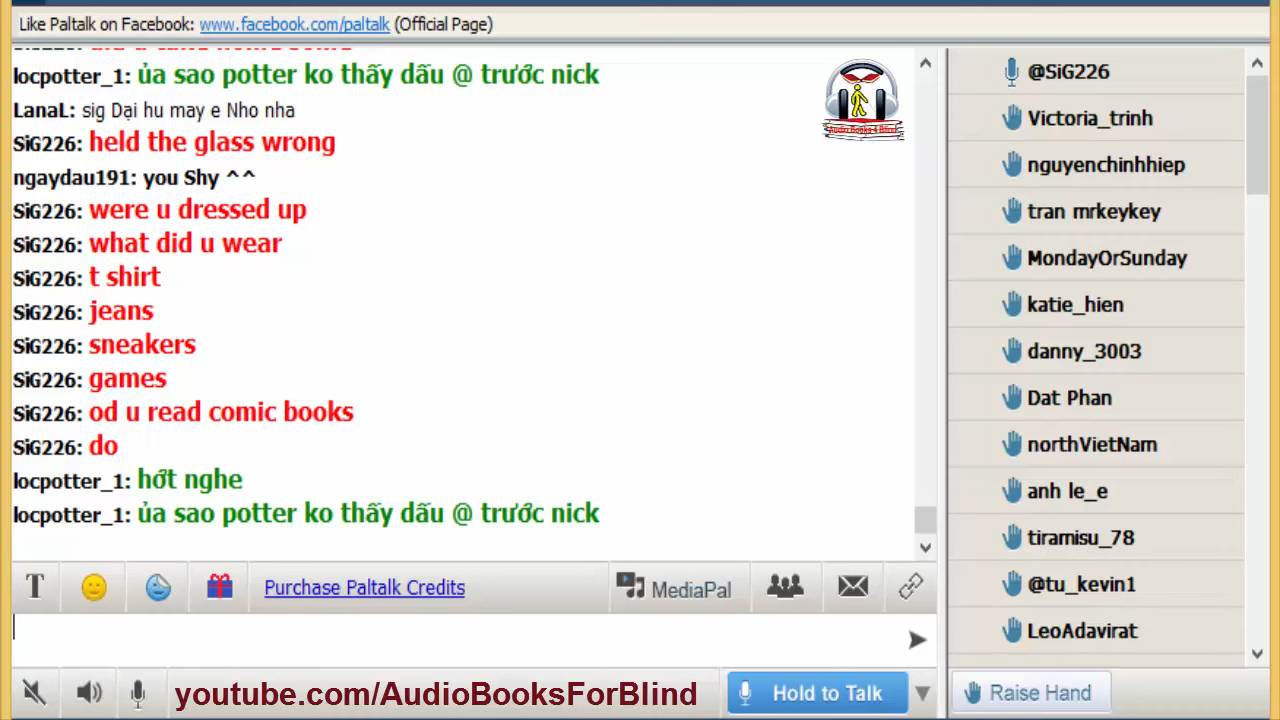 Like Paltalk on Facebook: www.facebook.com/paltalk (Official Page)
locpotter_1: ủa sao potter ko thấy dấu @ trước nick
LanaL: sig Dại hu may e Nho nha
SiG226: held the glass wrong
ngaydau191: you Shy ^^
SiG226: were u dressed up
SiG226: what did u wear
SiG226: t shirt
SiG226: jeans
SiG226: sneakers
SiG226: games
SiG226: od u read comic books
SiG226: do
locpotter_1: hớt nghe
locpotter_1: ủa sao potter ko thấy dấu @ trước nick
Audio Books 4 Blind
@SiG226
Victoria_trinh
nguyenchinhhiep
tran mrkeykey
MondayOrSunday
katie_hien
danny_3003
Dat Phan
northVietNam
anh le_e
tiramisu_78
@tu_kevin1
LeoAdavirat
T
Purchase Paltalk Credits
MediaPal
youtube.com/AudioBooksForBlind
Hold to Talk
Raise Hand